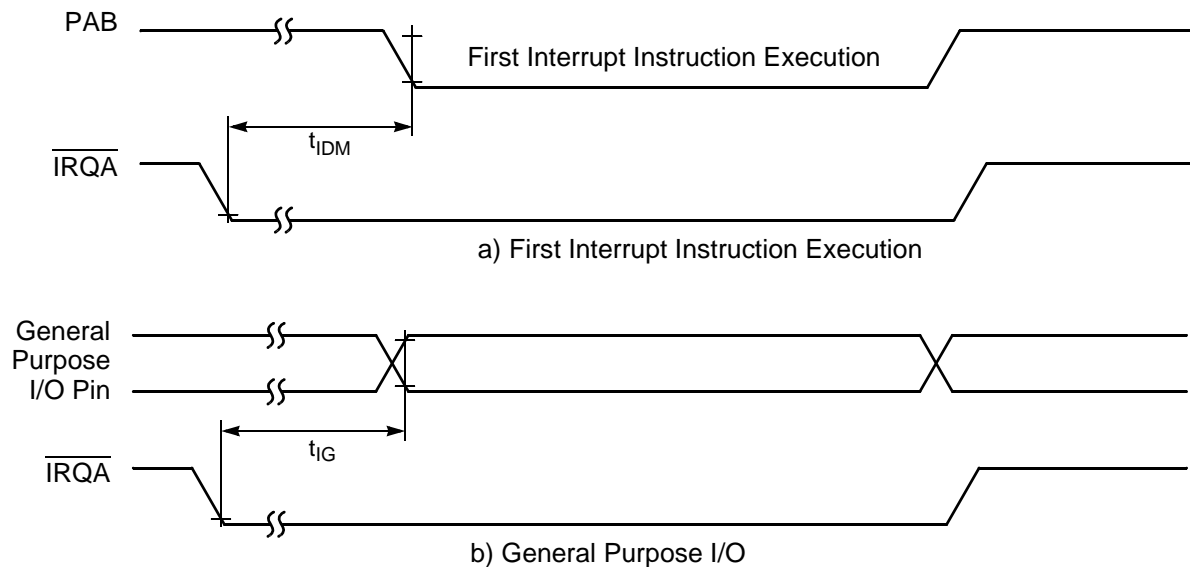 PAB
First Interrupt Instruction Execution
tIDM
IRQA
a) First Interrupt Instruction Execution
General
Purpose
I/O Pin
tIG
IRQA
b) General Purpose I/O